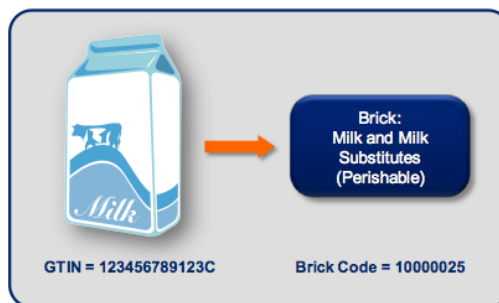 Milk
Brick:
Milk and Milk
Substitutes
(Perishable)
GTIN = 123456789123C
Brick Code = 10000025